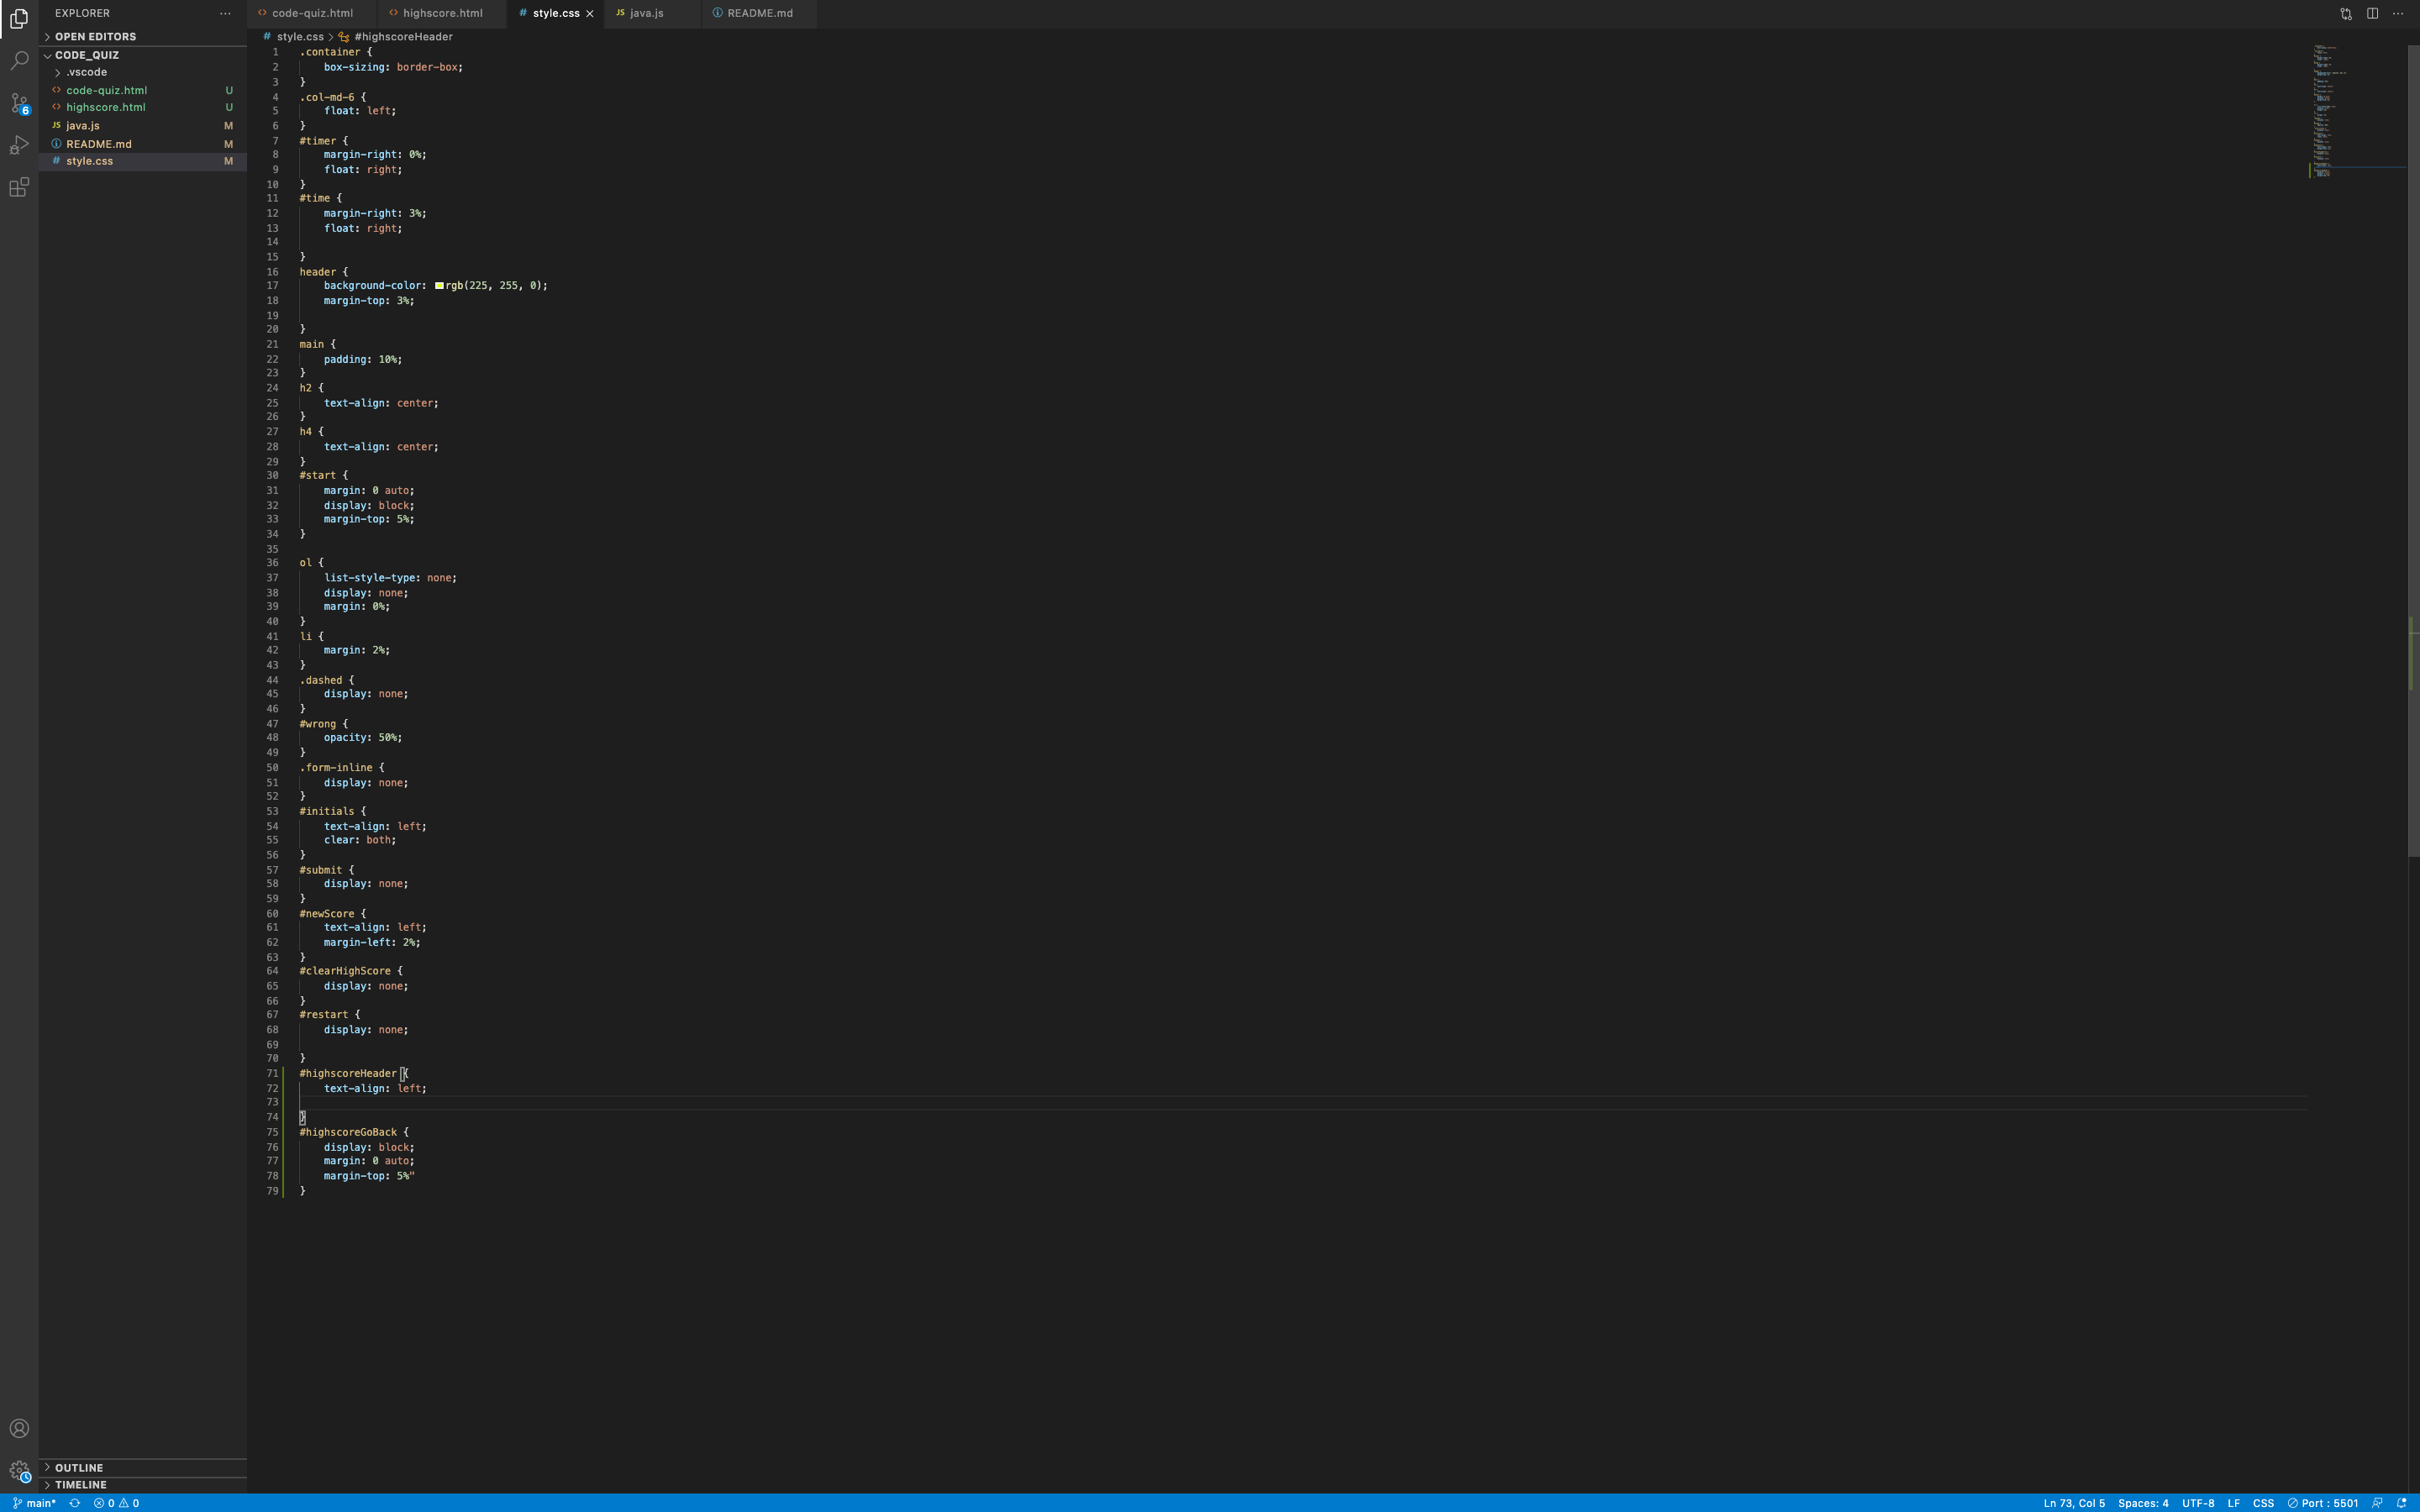 EXPLORER
OPEN EDITORS
CODE_QUIZ
.vscode
code-quiz.html U
highscore.html U
JS java.js M
README.md M
# style.css M
6
OUTLINE
TIMELINE
code-quiz.html highscore.html # style.css JS java.js README.md
# style.css > #highscoreHeader
1 .container {
2 box-sizing: border-box;
3 }
4 .col-md-6 {
5 float: left;
6 }
7 #timer {
8 margin-right: 0%;
9 float: right;
10 }
11 #time {
12 margin-right: 3%;
13 float: right;
14
15 }
16 header {
17 background-color: rgb(225, 255, 0);
18 margin-top: 3%;
19
20 }
21 main {
22 padding: 10%;
23 }
24 h2 {
25 text-align: center;
26 }
27 h4 {
28 text-align: center;
29 }
30 #start {
31 margin: 0 auto;
32 display: block;
33 margin-top: 5%;
34 }
35
36 ol {
37 list-style-type: none;
38 display: none;
39 margin: 0%;
40 }
41 li {
42 margin: 2%;
43 }
44 .dashed {
45 display: none;
46 }
47 #wrong {
48 opacity: 50%;
49 }
50 .form-inline {
51 display: none;
52 }
53 #initials {
54 text-align: left;
55 clear: both;
56 }
57 #submit {
58 display: none;
59 }
60 #newScore {
61 text-align: left;
62 margin-left: 2%;
63 }
64 #clearHighScore {
65 display: none;
66 }
67 #restart {
68 display: none;
69
70 }
71 #highscoreHeader {
72 text-align: left;
73
74 }
75 #highscoreGoBack {
76 display: block;
77 margin: 0 auto;
78 margin-top: 5%"
79 }
main* 0 0 Ln 73, Col 5 Spaces: 4 UTF-8 LF CSS Port : 5501